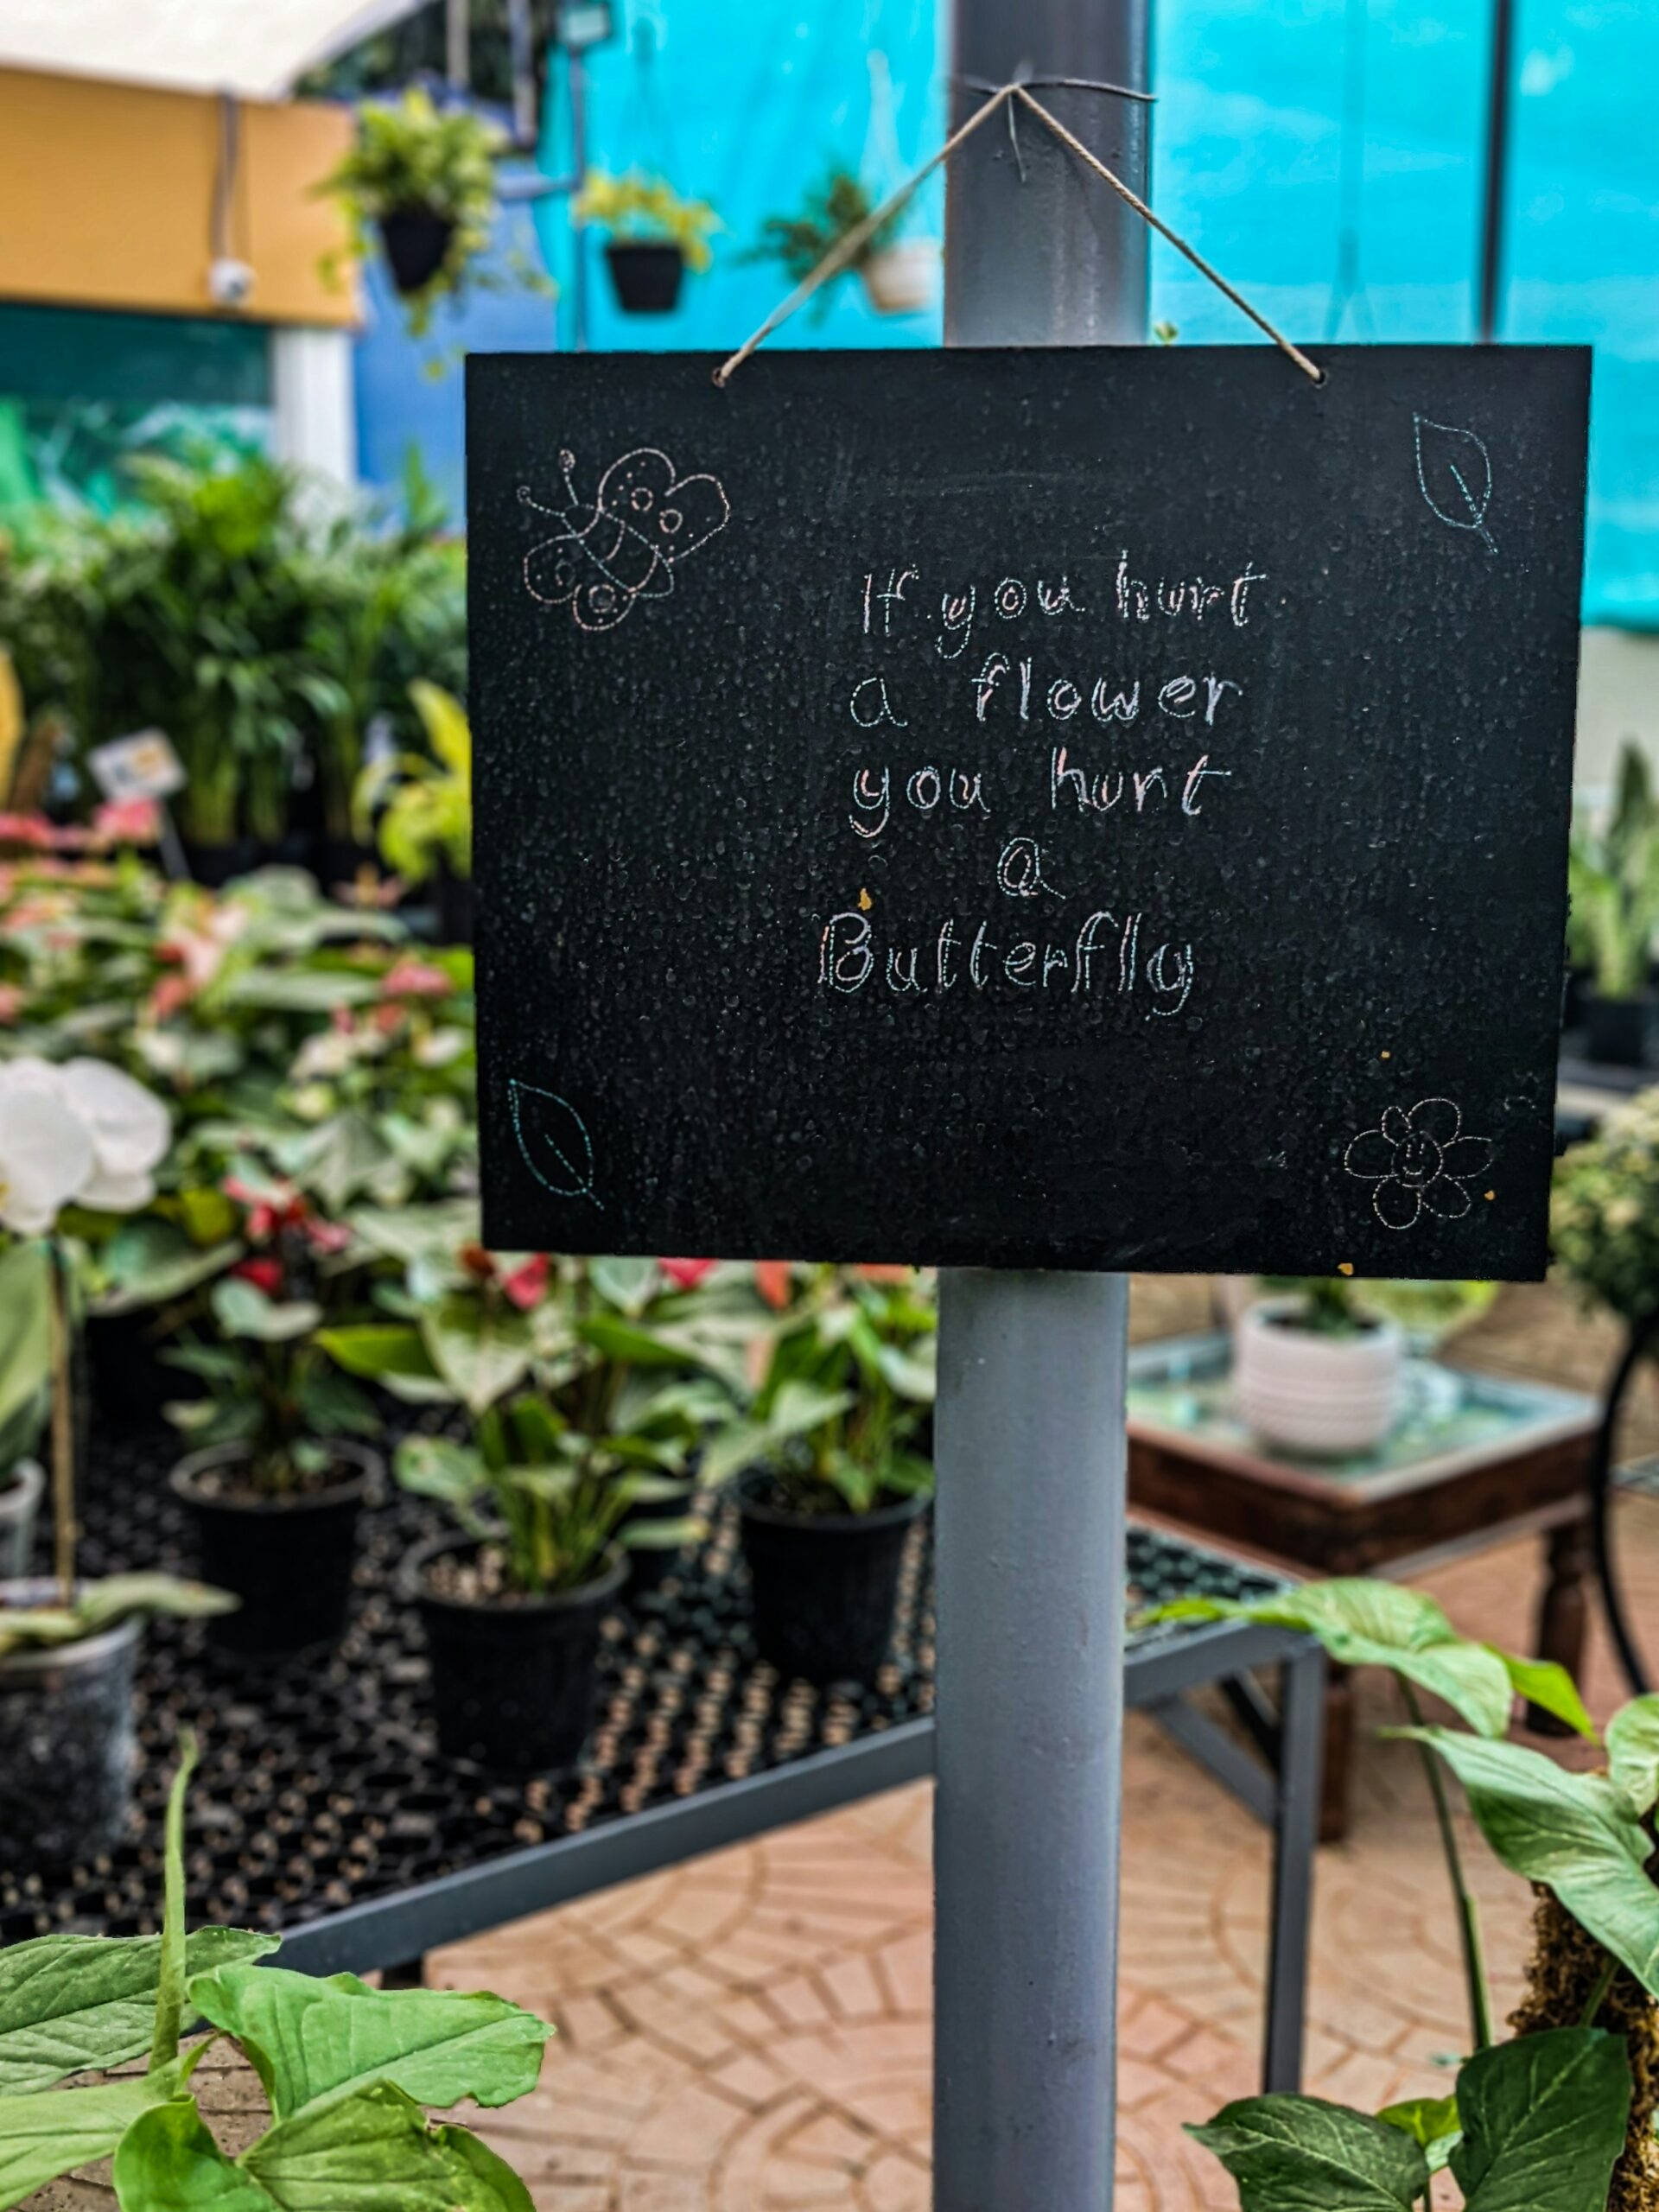 If you hurt
a flower
you hurt
a
Butterfly